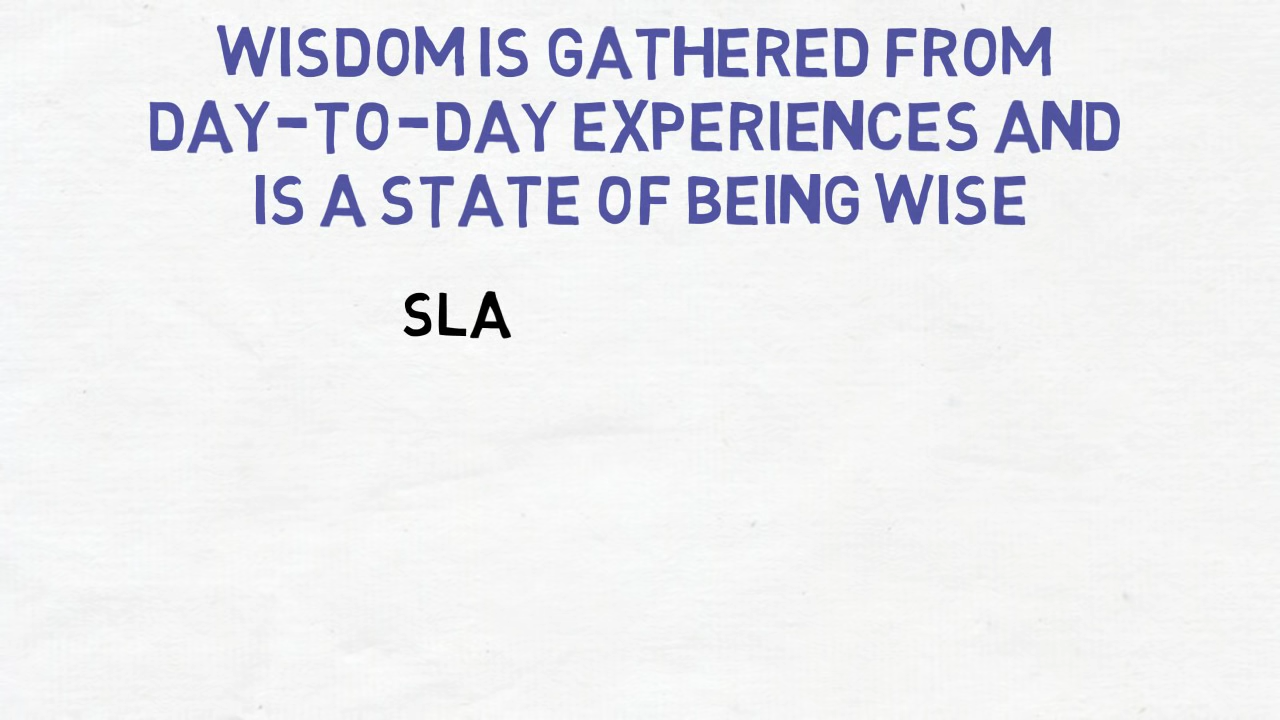 WISDOM IS GATHERED FROM
DAY-TO-DAY EXPERIENCES AND
IS A STATE OF BEING WISE
SLA